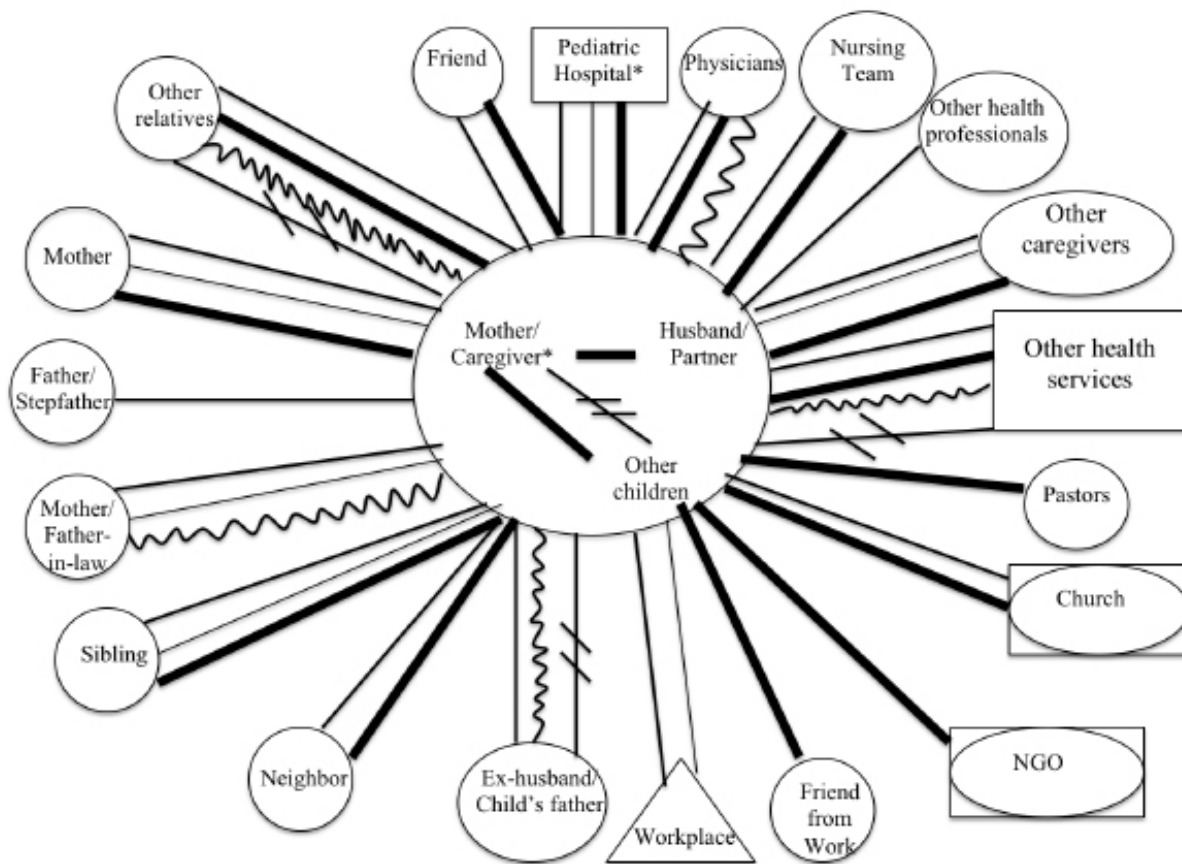 Friend
Pediatric
Hospital*
Physicians
Nursing
Team
Other health
professionals
Other
caregivers
Other health
services
Pastors
Church
NGO
Friend
from
Work
Workplace
Ex-husband/
Child's father
Neighbor
Sibling
Mother/
Father-
in-law
Father/
Stepfather
Mother
Other
relatives
Mother/
Caregiver*
Husband/
Partner
Other
children